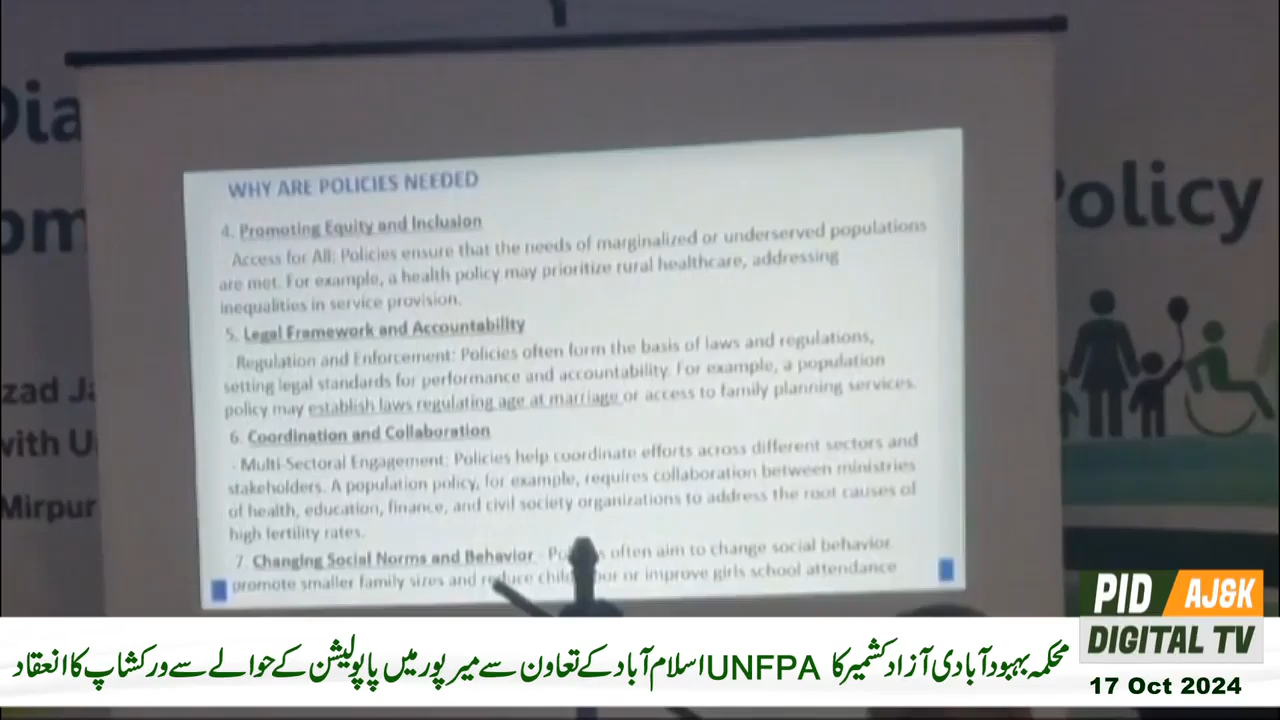 Dia
om
Policy
zad Ja
with U
Mirpur
WHY ARE POLICIES NEEDED
4. Promoting Equity and Inclusion
Access for All: Policies ensure that the needs of marginalized or underserved populations
are met. For example, a health policy may prioritize rural healthcare, addressing
inequalities in service provision.
5. Legal Framework and Accountability
Regulation and Enforcement: Policies often form the basis of laws and regulations,
setting legal standards for performance and accountability. For example, a population
policy may establish laws regulating age at marriage or access to family planning services.
6. Coordination and Collaboration
- Multi-Sectoral Engagement: Policies help coordinate efforts across different sectors and
stakeholders. A population policy, for example, requires collaboration between ministries
of health, education, finance, and civil society organizations to address the root causes of
high fertility rates.
7. Changing Social Norms and Behavior - often aim to change social behavior
promote smaller family sizes and reduce child or improve girls school attendance
PID AJ&K
DIGITAL TV
محکمہ بہبود آبادی آزاد کشمیر کا UNFPA اسلام آباد کے تعاون سے میرپور میں پاپولیشن کے حوالے سے ورکشاپ کا انعقاد
17 Oct 2024